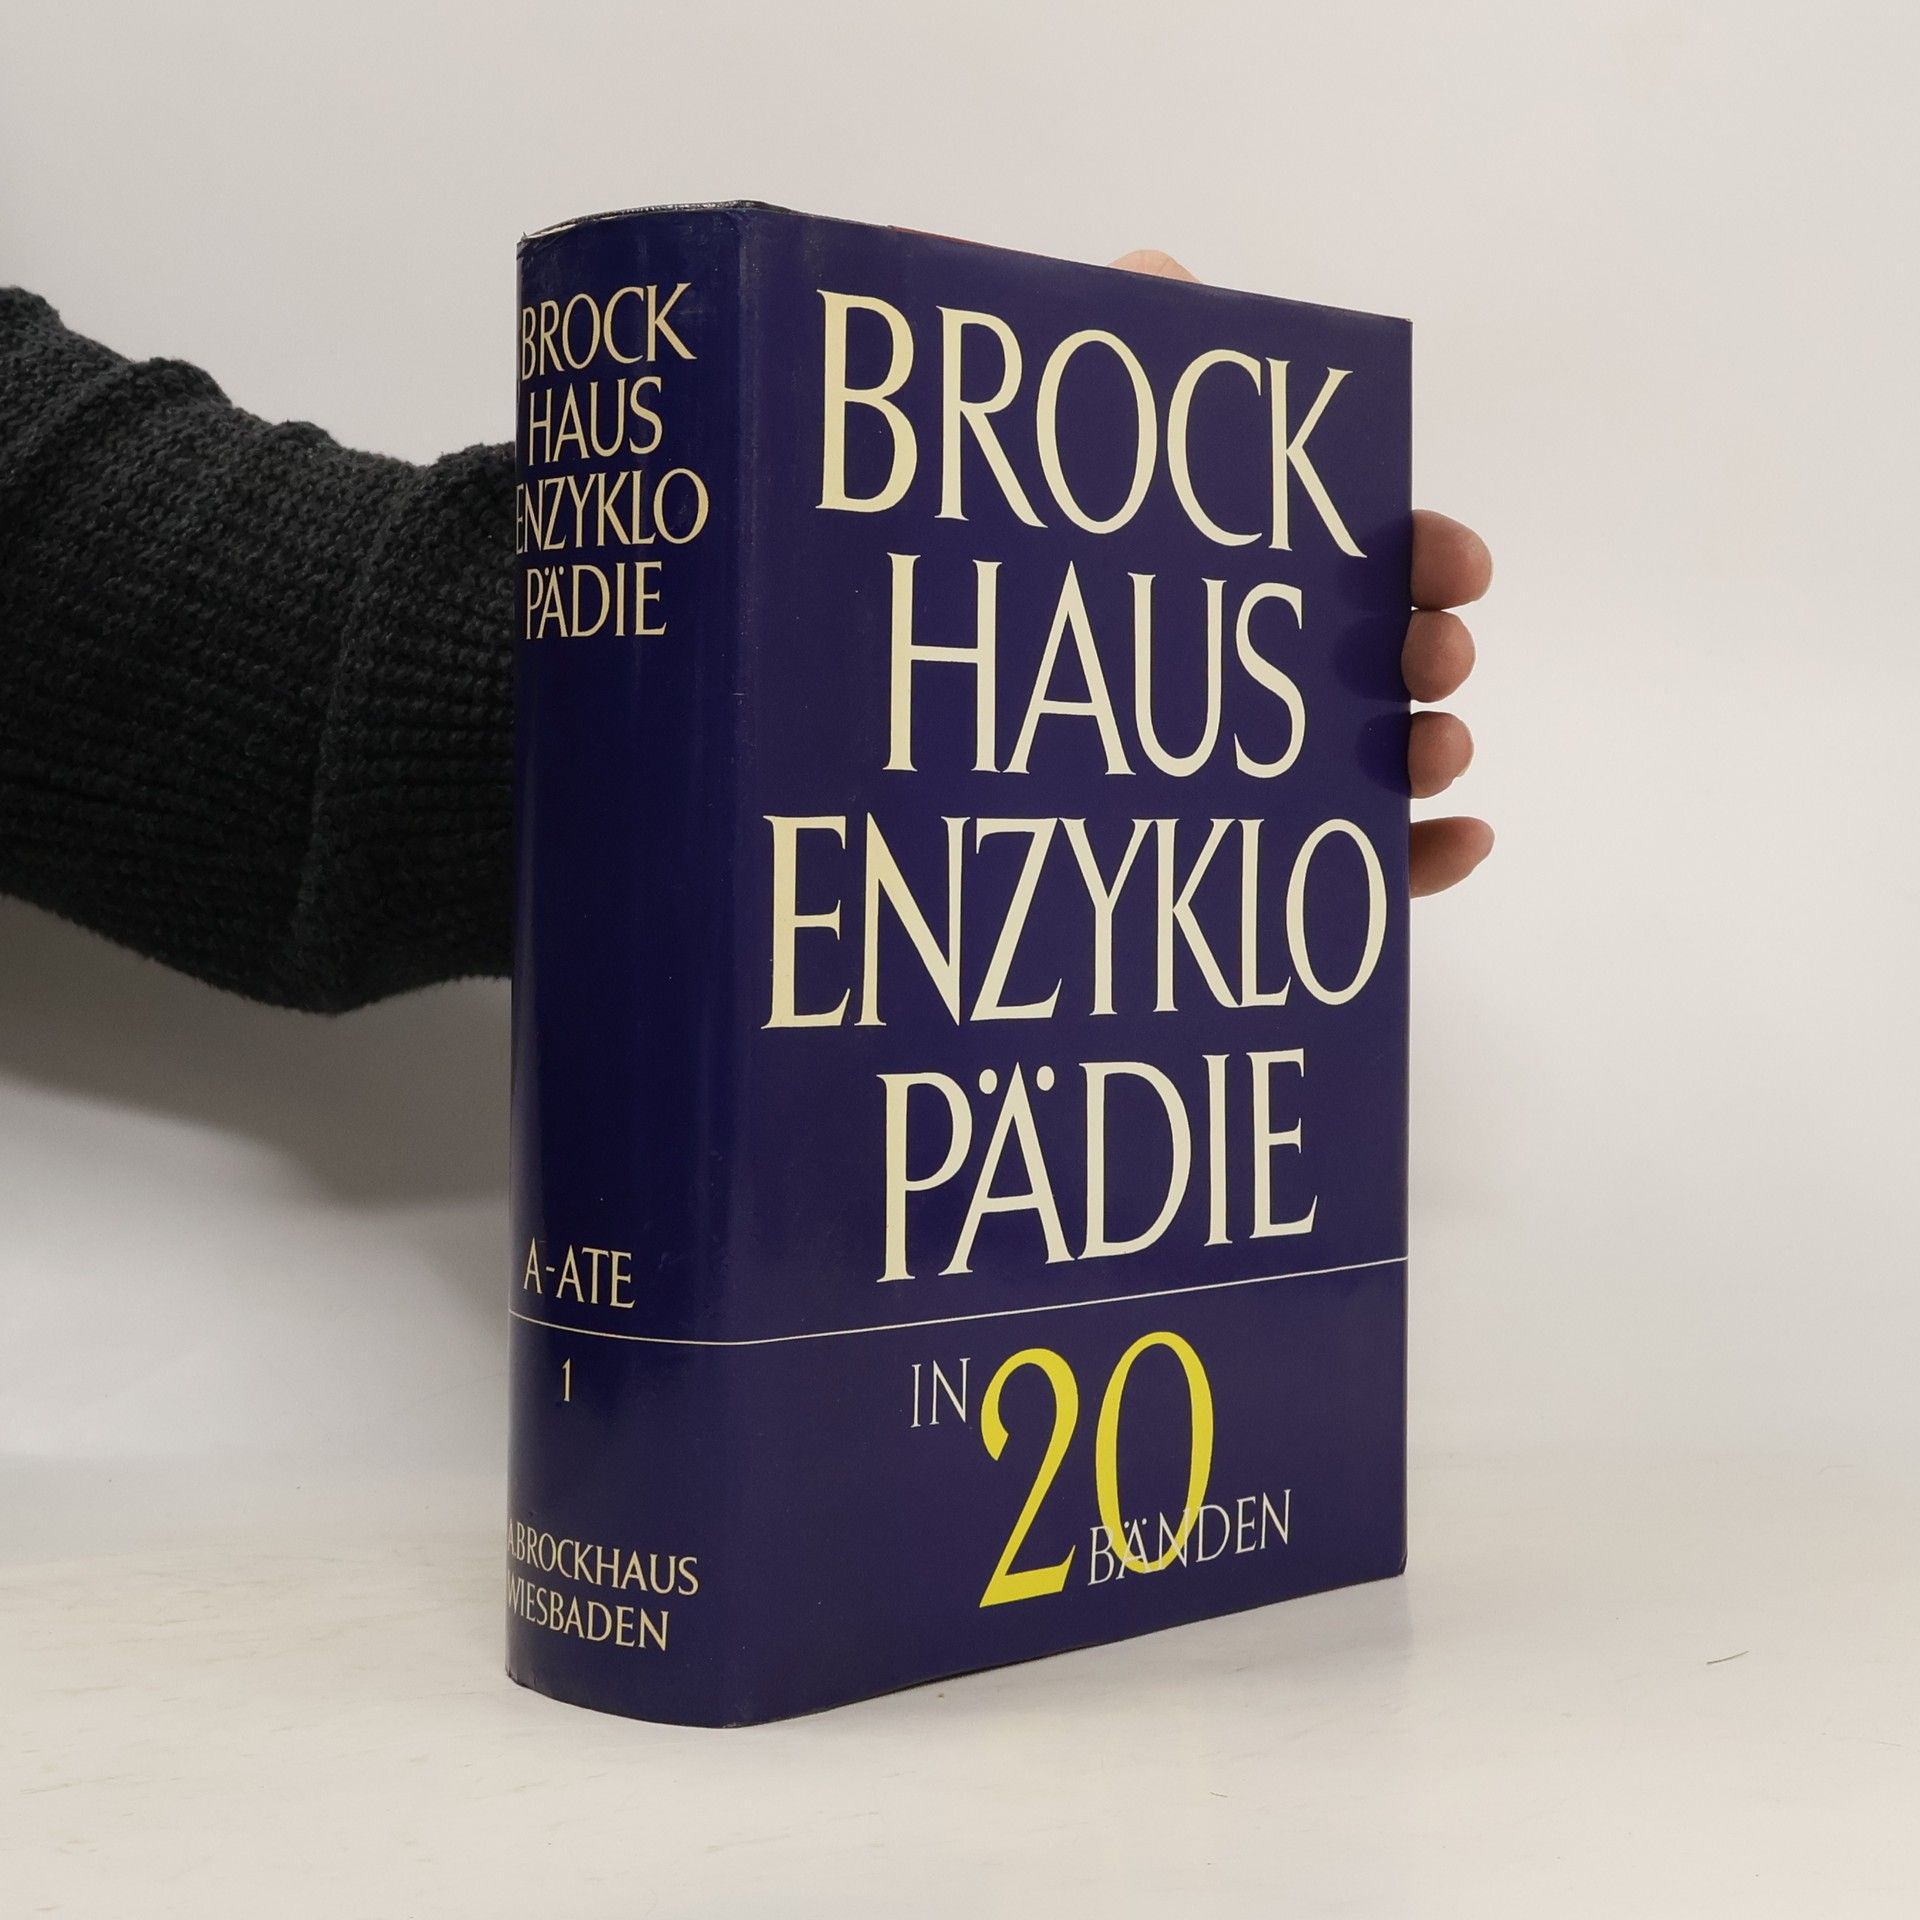 BROCK
HAUS
ENZYKLO
PÄDIE
A-ATE
1
A.BROCKHAUS
WIESBADEN
BROCK
HAUS
ENZYKLO
PÄDIE
IN 20
BÄNDEN